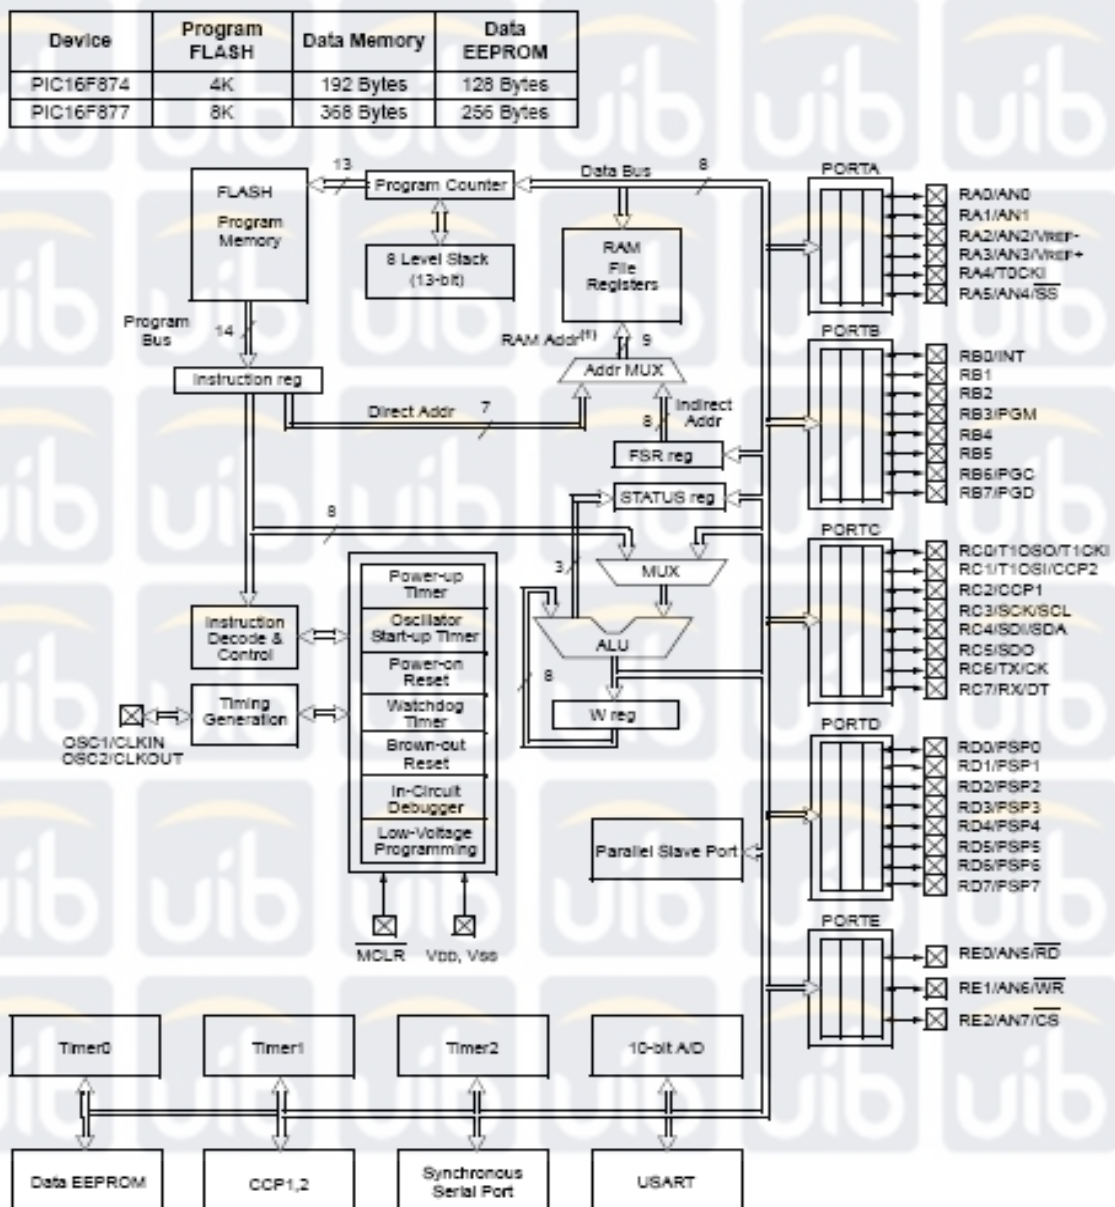 Device
Program
FLASH
Data Memory
Data
EEPROM
PIC16F874
4K
192 Bytes
128 Bytes
PIC16F877
8K
368 Bytes
256 Bytes
FLASH
Program
Memory
13
Program Counter
8 Level Stack
(13-bit)
Data Bus
8
RAM
File
Registers
Program
Bus
14
Instruction reg
RAM Addr(1)
9
Addr MUX
Direct Addr
7
8
Indirect
Addr
FSR reg
STATUS reg
8
3
MUX
ALU
8
W reg
Power-up
Timer
Oscillator
Start-up Timer
Power-on
Reset
Watchdog
Timer
Brown-out
Reset
In-Circuit
Debugger
Low-Voltage
Programming
Instruction
Decode &
Control
Timing
Generation
OSC1/CLKIN
OSC2/CLKOUT
MCLR
VDD, VSS
Parallel Slave Port
PORTA
RA0/AN0
RA1/AN1
RA2/AN2/VREF-
RA3/AN3/VREF+
RA4/T0CKI
RA5/AN4/SS
PORTB
RB0/INT
RB1
RB2
RB3/PGM
RB4
RB5
RB6/PGC
RB7/PGD
PORTC
RC0/T1OSO/T1CKI
RC1/T1OSI/CCP2
RC2/CCP1
RC3/SCK/SCL
RC4/SDI/SDA
RC5/SDO
RC6/TX/CK
RC7/RX/DT
PORTD
RD0/PSP0
RD1/PSP1
RD2/PSP2
RD3/PSP3
RD4/PSP4
RD5/PSP5
RD6/PSP6
RD7/PSP7
PORTE
RE0/AN5/RD
RE1/AN6/WR
RE2/AN7/CS
Timer0
Timer1
Timer2
10-bit A/D
Data EEPROM
CCP1,2
Synchronous
Serial Port
USART
uib